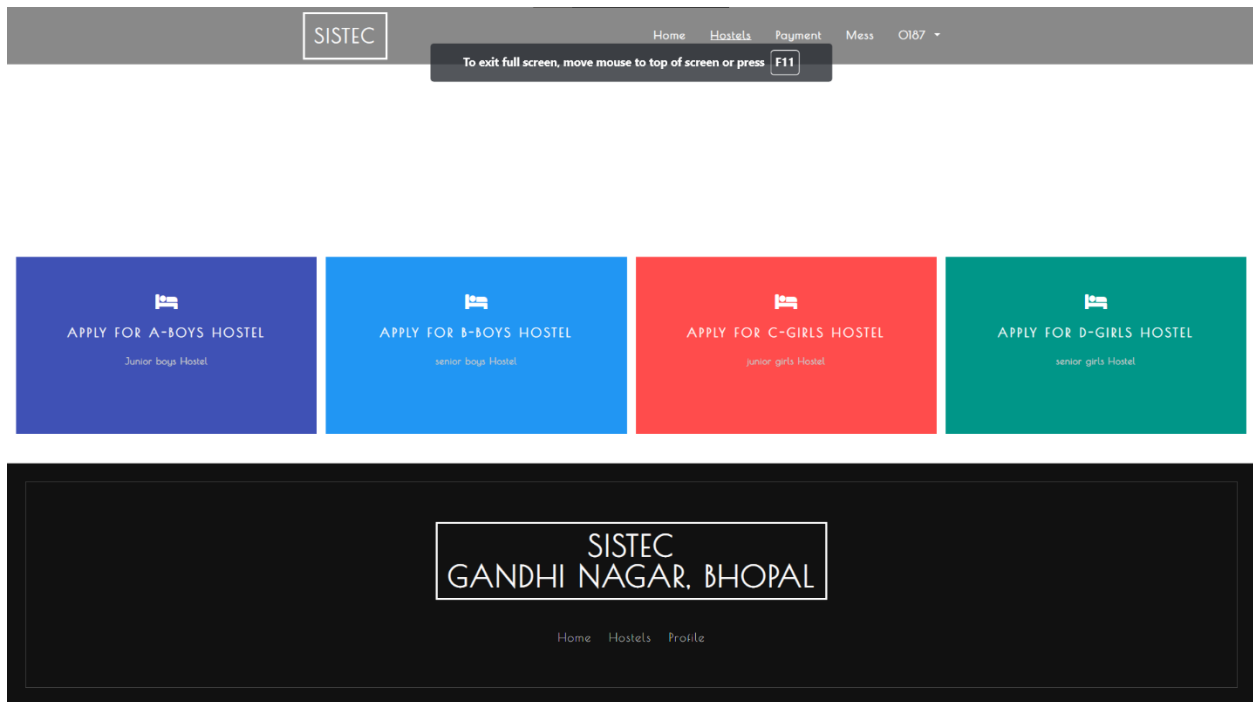 SISTEC
Home Hostels Payment Mess 0187
To exit full screen, move mouse to top of screen or press F11
APPLY FOR A-BOYS HOSTEL
Junior boys Hostel
APPLY FOR B-BOYS HOSTEL
senior boys Hostel
APPLY FOR C-GIRLS HOSTEL
junior girls Hostel
APPLY FOR D-GIRLS HOSTEL
senior girls Hostel
SISTEC
GANDHI NAGAR, BHOPAL
Home Hostels Profile